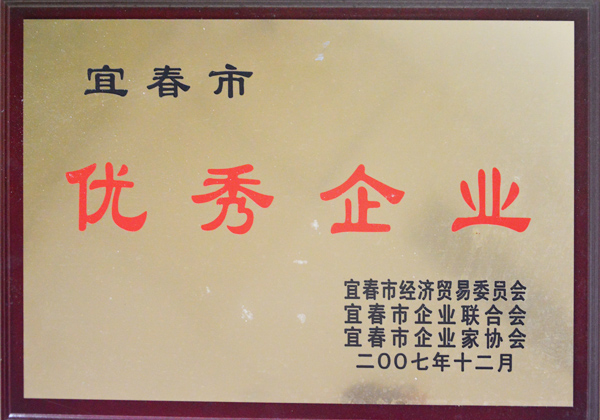 宜春市
优秀企业
宜春市经济贸易委员会
宜春市企业联合会
宜春市企业家协会
二〇〇七年十二月